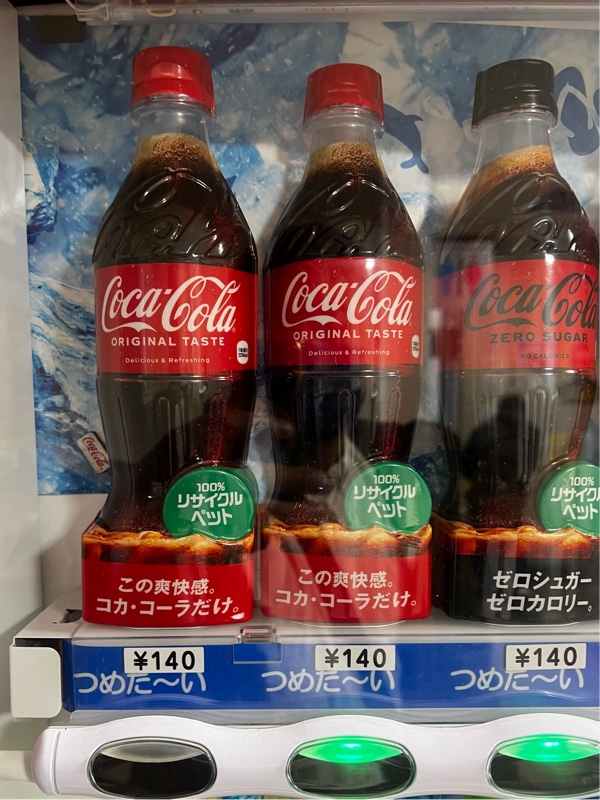 Coca-Cola
ORIGINAL TASTE
Delicious & Refreshing
100%
リサイクル
ペット
この爽快感。
コカ・コーラだけ。
¥140
つめた〜い
Coca-Cola
ORIGINAL TASTE
Delicious & Refreshing
100%
リサイクル
ペット
この爽快感。
コカ・コーラだけ。
¥140
つめた〜い
Coca-Cola
ZERO SUGAR
NO CALORIES
100%
リサイクル
ペット
ゼロシュガー
ゼロカロリー。
¥140
つめた〜い
Coca-Cola